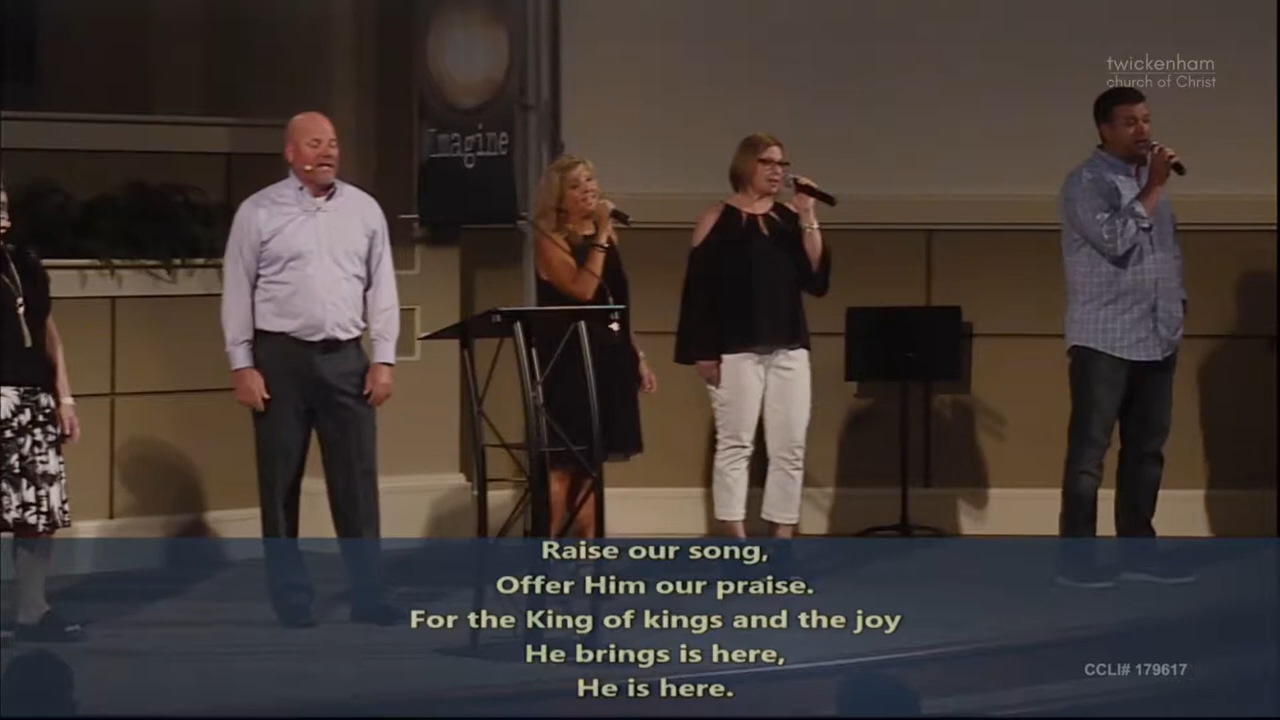 twickenham
church of Christ
Imagine
Raise our song,
Offer Him our praise.
For the King of kings and the joy
He brings is here,
He is here.
CCLI# 179617